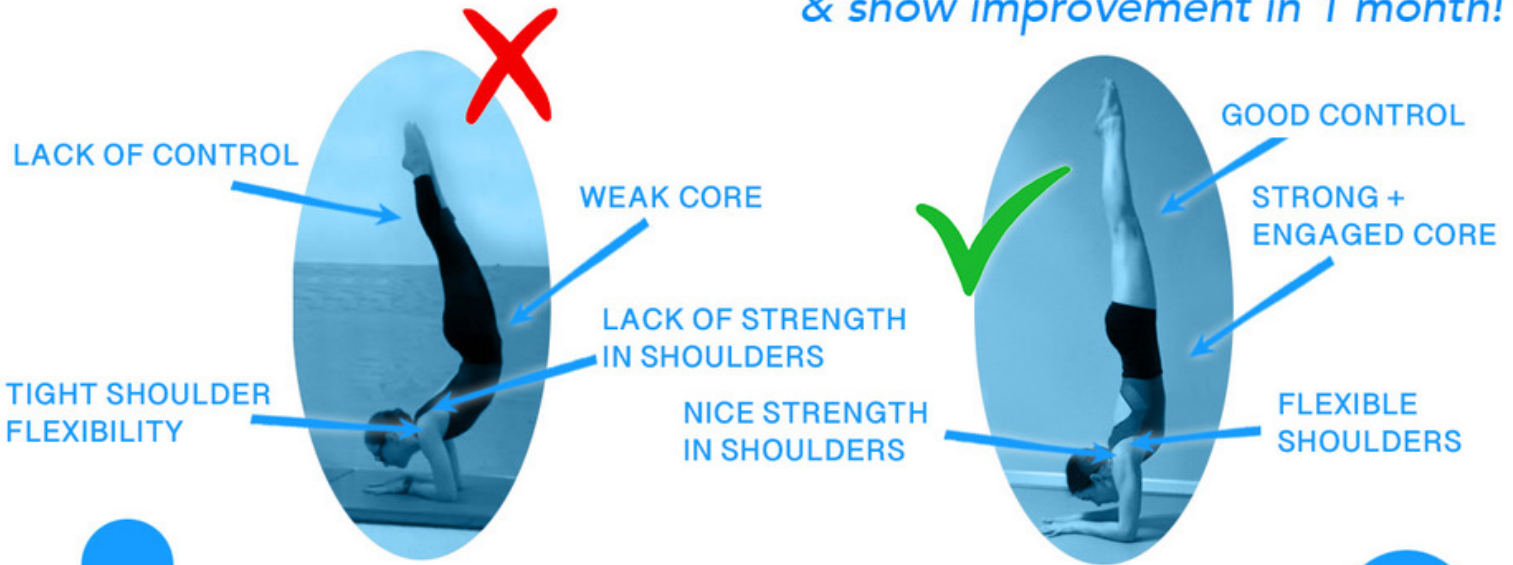 & show improvement in 1 month!
LACK OF CONTROL
WEAK CORE
LACK OF STRENGTH
IN SHOULDERS
TIGHT SHOULDER
FLEXIBILITY
GOOD CONTROL
STRONG +
ENGAGED CORE
NICE STRENGTH
IN SHOULDERS
FLEXIBLE
SHOULDERS